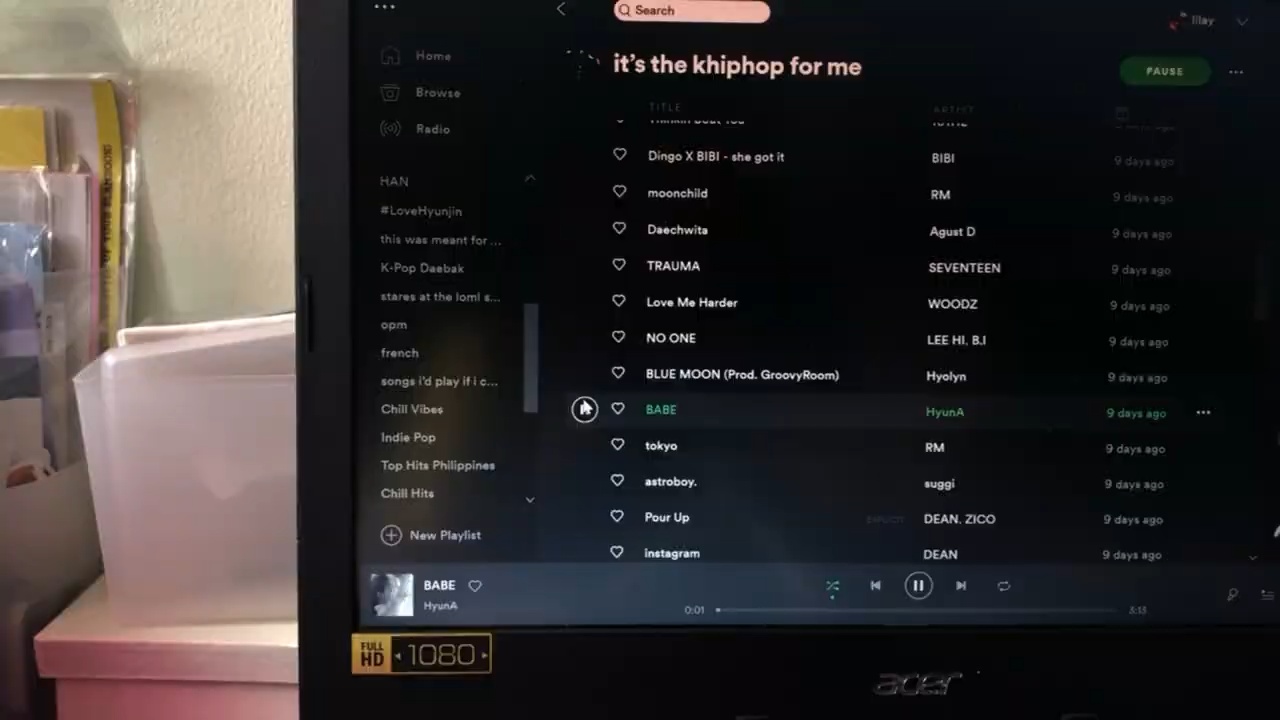 Search
lilay
Home
Browse
Radio
HAN
#LoveHyunjin
this was meant for ...
K-Pop Daebak
stares at the loml s...
opm
french
songs i'd play if i c...
Chill Vibes
Indie Pop
Top Hits Philippines
Chill Hits
New Playlist
it's the khiphop for me
PAUSE
TITLE ARTIST
Dingo X BIBI - she got it BIBI 9 days ago
moonchild RM 9 days ago
Daechwita Agust D 9 days ago
TRAUMA SEVENTEEN 9 days ago
Love Me Harder WOODZ 9 days ago
NO ONE LEE HI, B.I 9 days ago
BLUE MOON (Prod. GroovyRoom) Hyolyn 9 days ago
BABE HyunA 9 days ago
tokyo RM 9 days ago
astroboy. suggi 9 days ago
Pour Up EXPLICIT DEAN, ZICO 9 days ago
instagram DEAN 9 days ago
BABE
HyunA
0:01 3:13
FULL HD 1080
acer